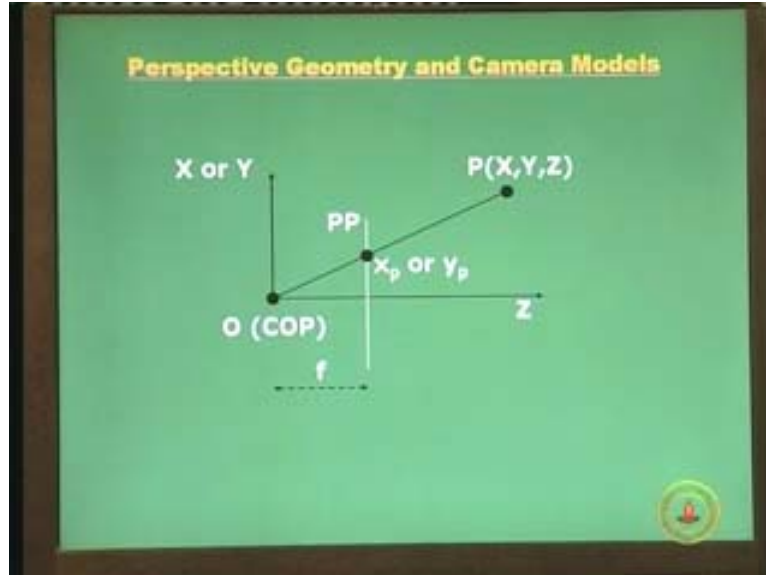 Perspective Geometry and Camera Models
X or Y
P(X,Y,Z)
PP
xₚ or yₚ
Z
O (COP)
f